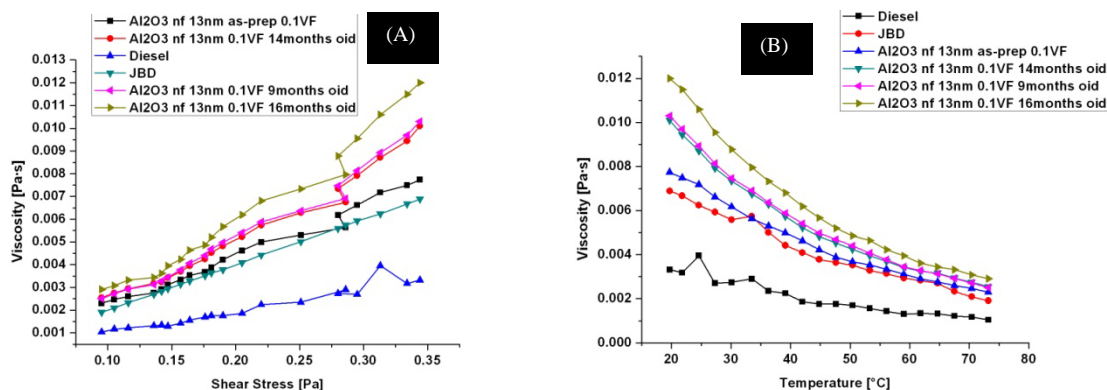 (A)
Al2O3 nf 13nm as-prep 0.1VF
Al2O3 nf 13nm 0.1VF 14months oid
Diesel
JBD
Al2O3 nf 13nm 0.1VF 9months oid
Al2O3 nf 13nm 0.1VF 16months oid
0.013
0.012
0.011
0.010
0.009
0.008
0.007
0.006
0.005
0.004
0.003
0.002
0.001
Viscosity [Pa·s]
0.10
0.15
0.20
0.25
0.30
0.35
Shear Stress [Pa]
(B)
Diesel
JBD
Al2O3 nf 13nm as-prep 0.1VF
Al2O3 nf 13nm 0.1VF 14months oid
Al2O3 nf 13nm 0.1VF 9months oid
Al2O3 nf 13nm 0.1VF 16months oid
0.012
0.010
0.008
0.006
0.004
0.002
0.000
Viscosity [Pa·s]
10
20
30
40
50
60
70
80
Temperature [°C]